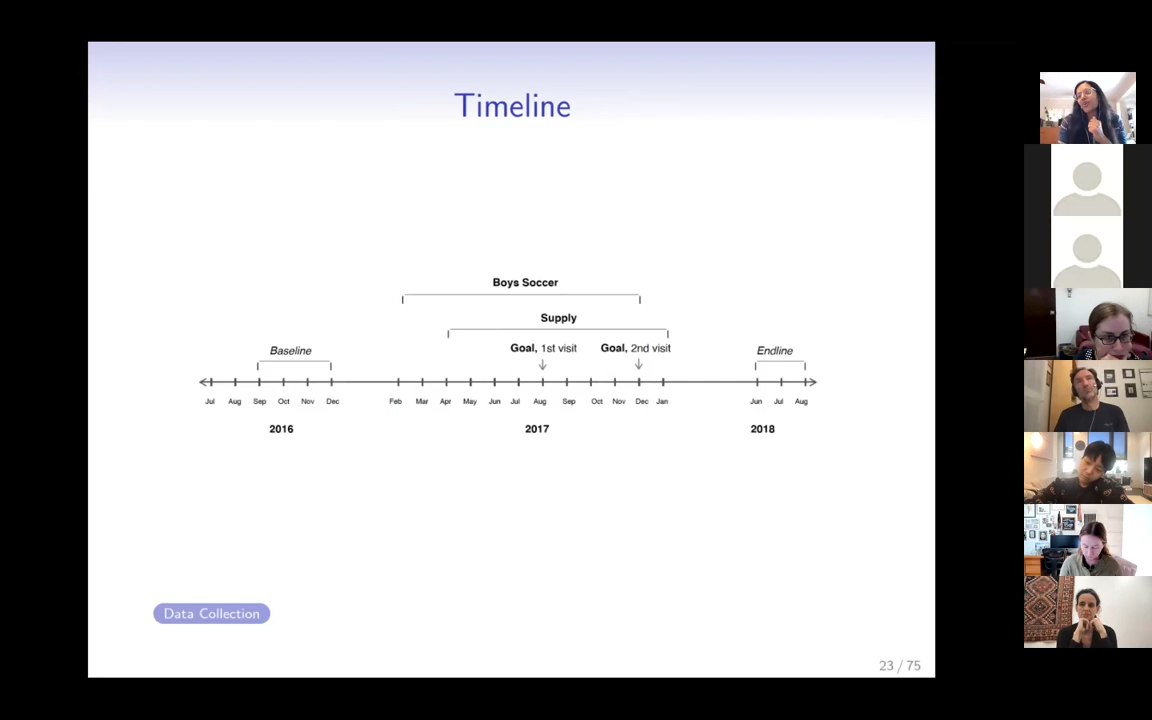 Timeline
Boys Soccer
Supply
Baseline
Goal, 1st visit
Goal, 2nd visit
Endline
Jul Aug Sep Oct Nov Dec Feb Mar Apr May Jun Jul Aug Sep Oct Nov Dec Jan Jun Jul Aug
2016 2017 2018
Data Collection
23 / 75